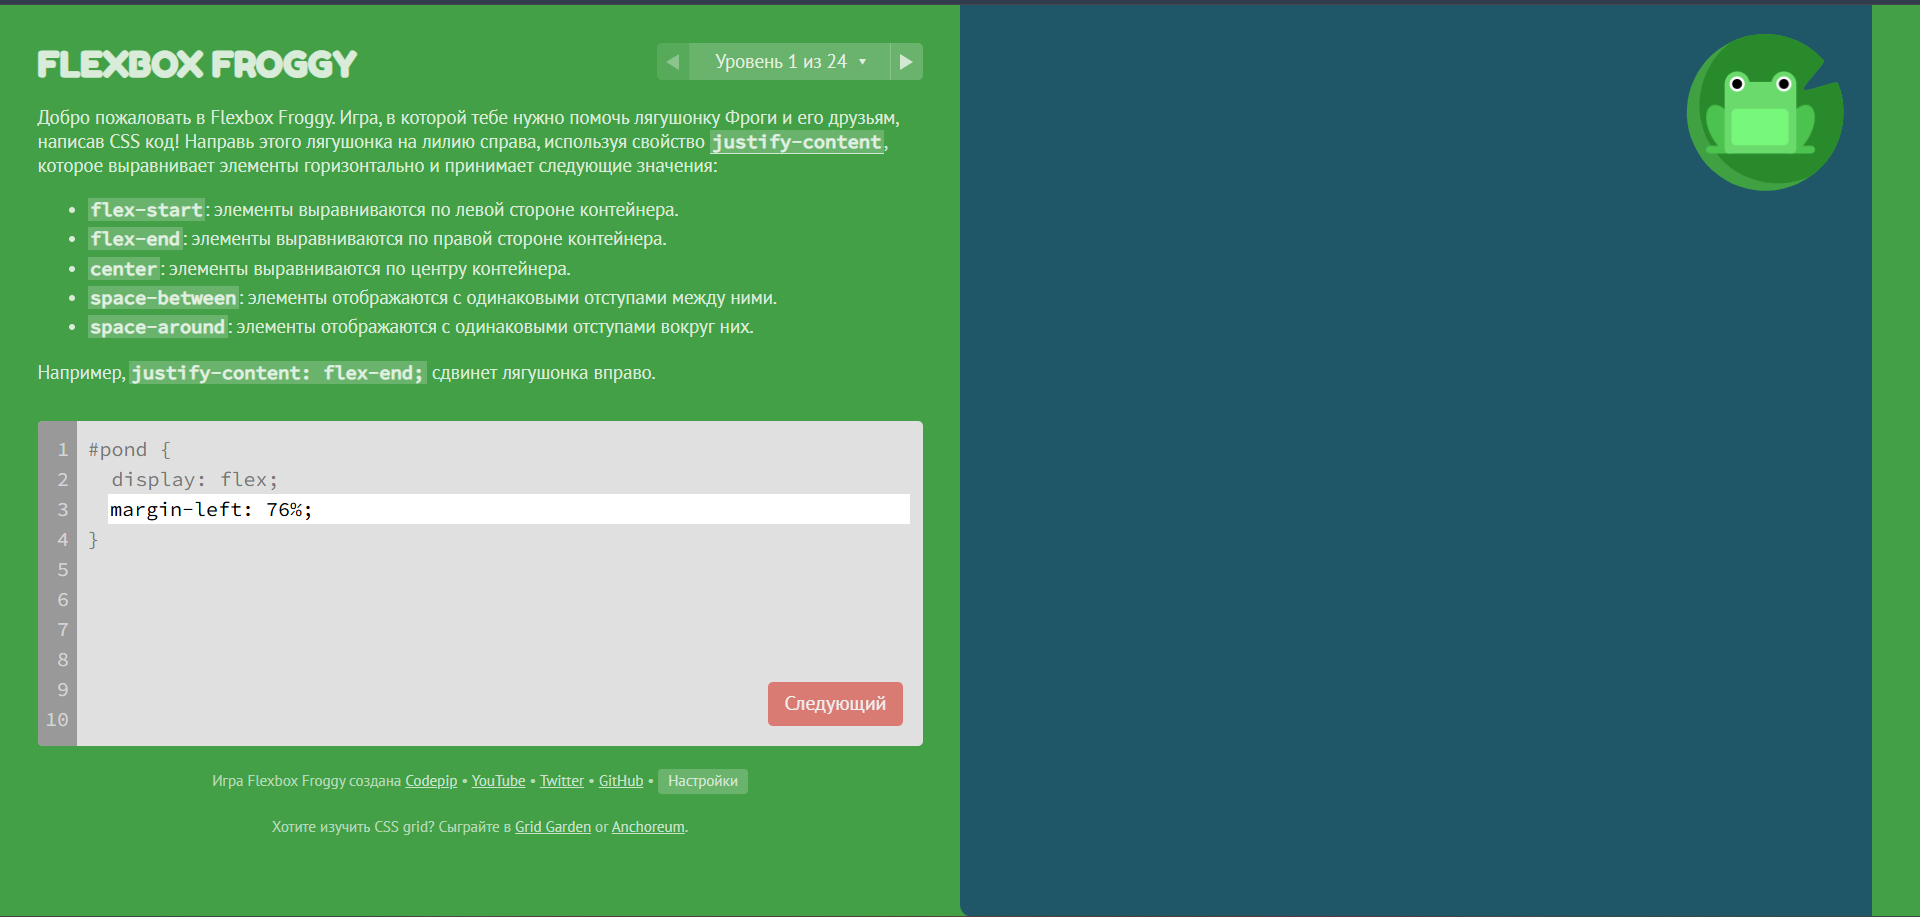 FLEXBOX FROGGY
Уровень 1 из 24
Добро пожаловать в Flexbox Froggy. Игра, в которой тебе нужно помочь лягушонку Фроги и его друзьям,
написав CSS код! Направь этого лягушонка на лилию справа, используя свойство justify-content,
которое выравнивает элементы горизонтально и принимает следующие значения:
• flex-start: элементы выравниваются по левой стороне контейнера.
• flex-end: элементы выравниваются по правой стороне контейнера.
• center: элементы выравниваются по центру контейнера.
• space-between: элементы отображаются с одинаковыми отступами между ними.
• space-around: элементы отображаются с одинаковыми отступами вокруг них.
Например, justify-content: flex-end; сдвинет лягушонка вправо.
1 #pond {
2 display: flex;
3 margin-left: 76%;
4 }
5
6
7
8
9
10
Следующий
Игра Flexbox Froggy создана Codepip • YouTube • Twitter • GitHub • Настройки
Хотите изучить CSS grid? Сыграйте в Grid Garden or Anchoreum.